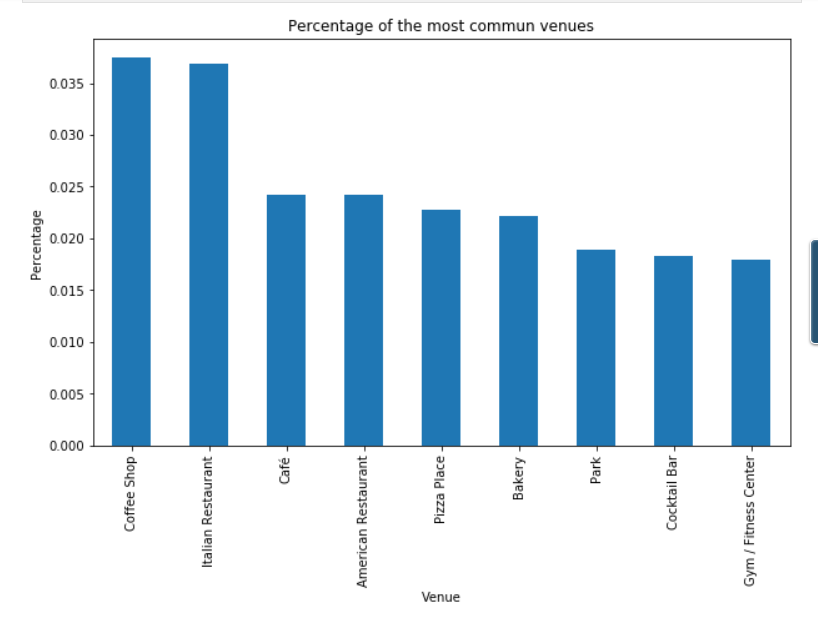 Percentage of the most commun venues
Percentage
0.035
0.030
0.025
0.020
0.015
0.010
0.005
0.000
Coffee Shop
Italian Restaurant
Café
American Restaurant
Pizza Place
Bakery
Park
Cocktail Bar
Gym / Fitness Center
Venue